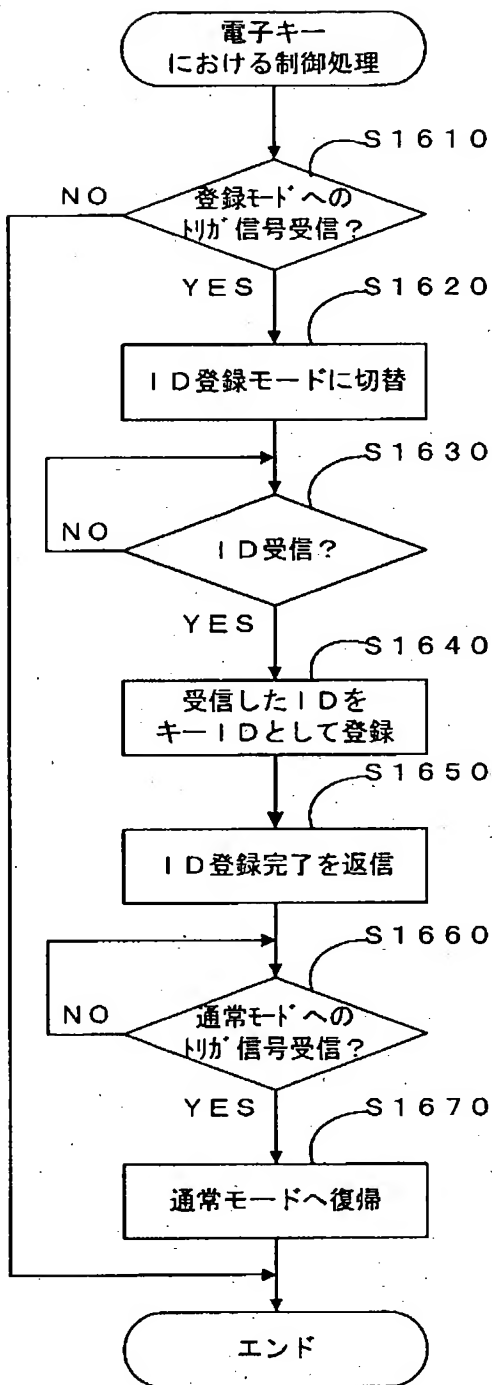 電子キー
における制御処理
S1610
NO
登録モードへの
ﾄﾘｶﾞ信号受信?
YES
S1620
ID登録モードに切替
S1630
NO
ID受信?
YES
S1640
受信したIDを
キーIDとして登録
S1650
ID登録完了を返信
S1660
NO
通常ﾓｰﾄﾞへの
ﾄﾘｶﾞ信号受信?
YES
S1670
通常モードへ復帰
エンド